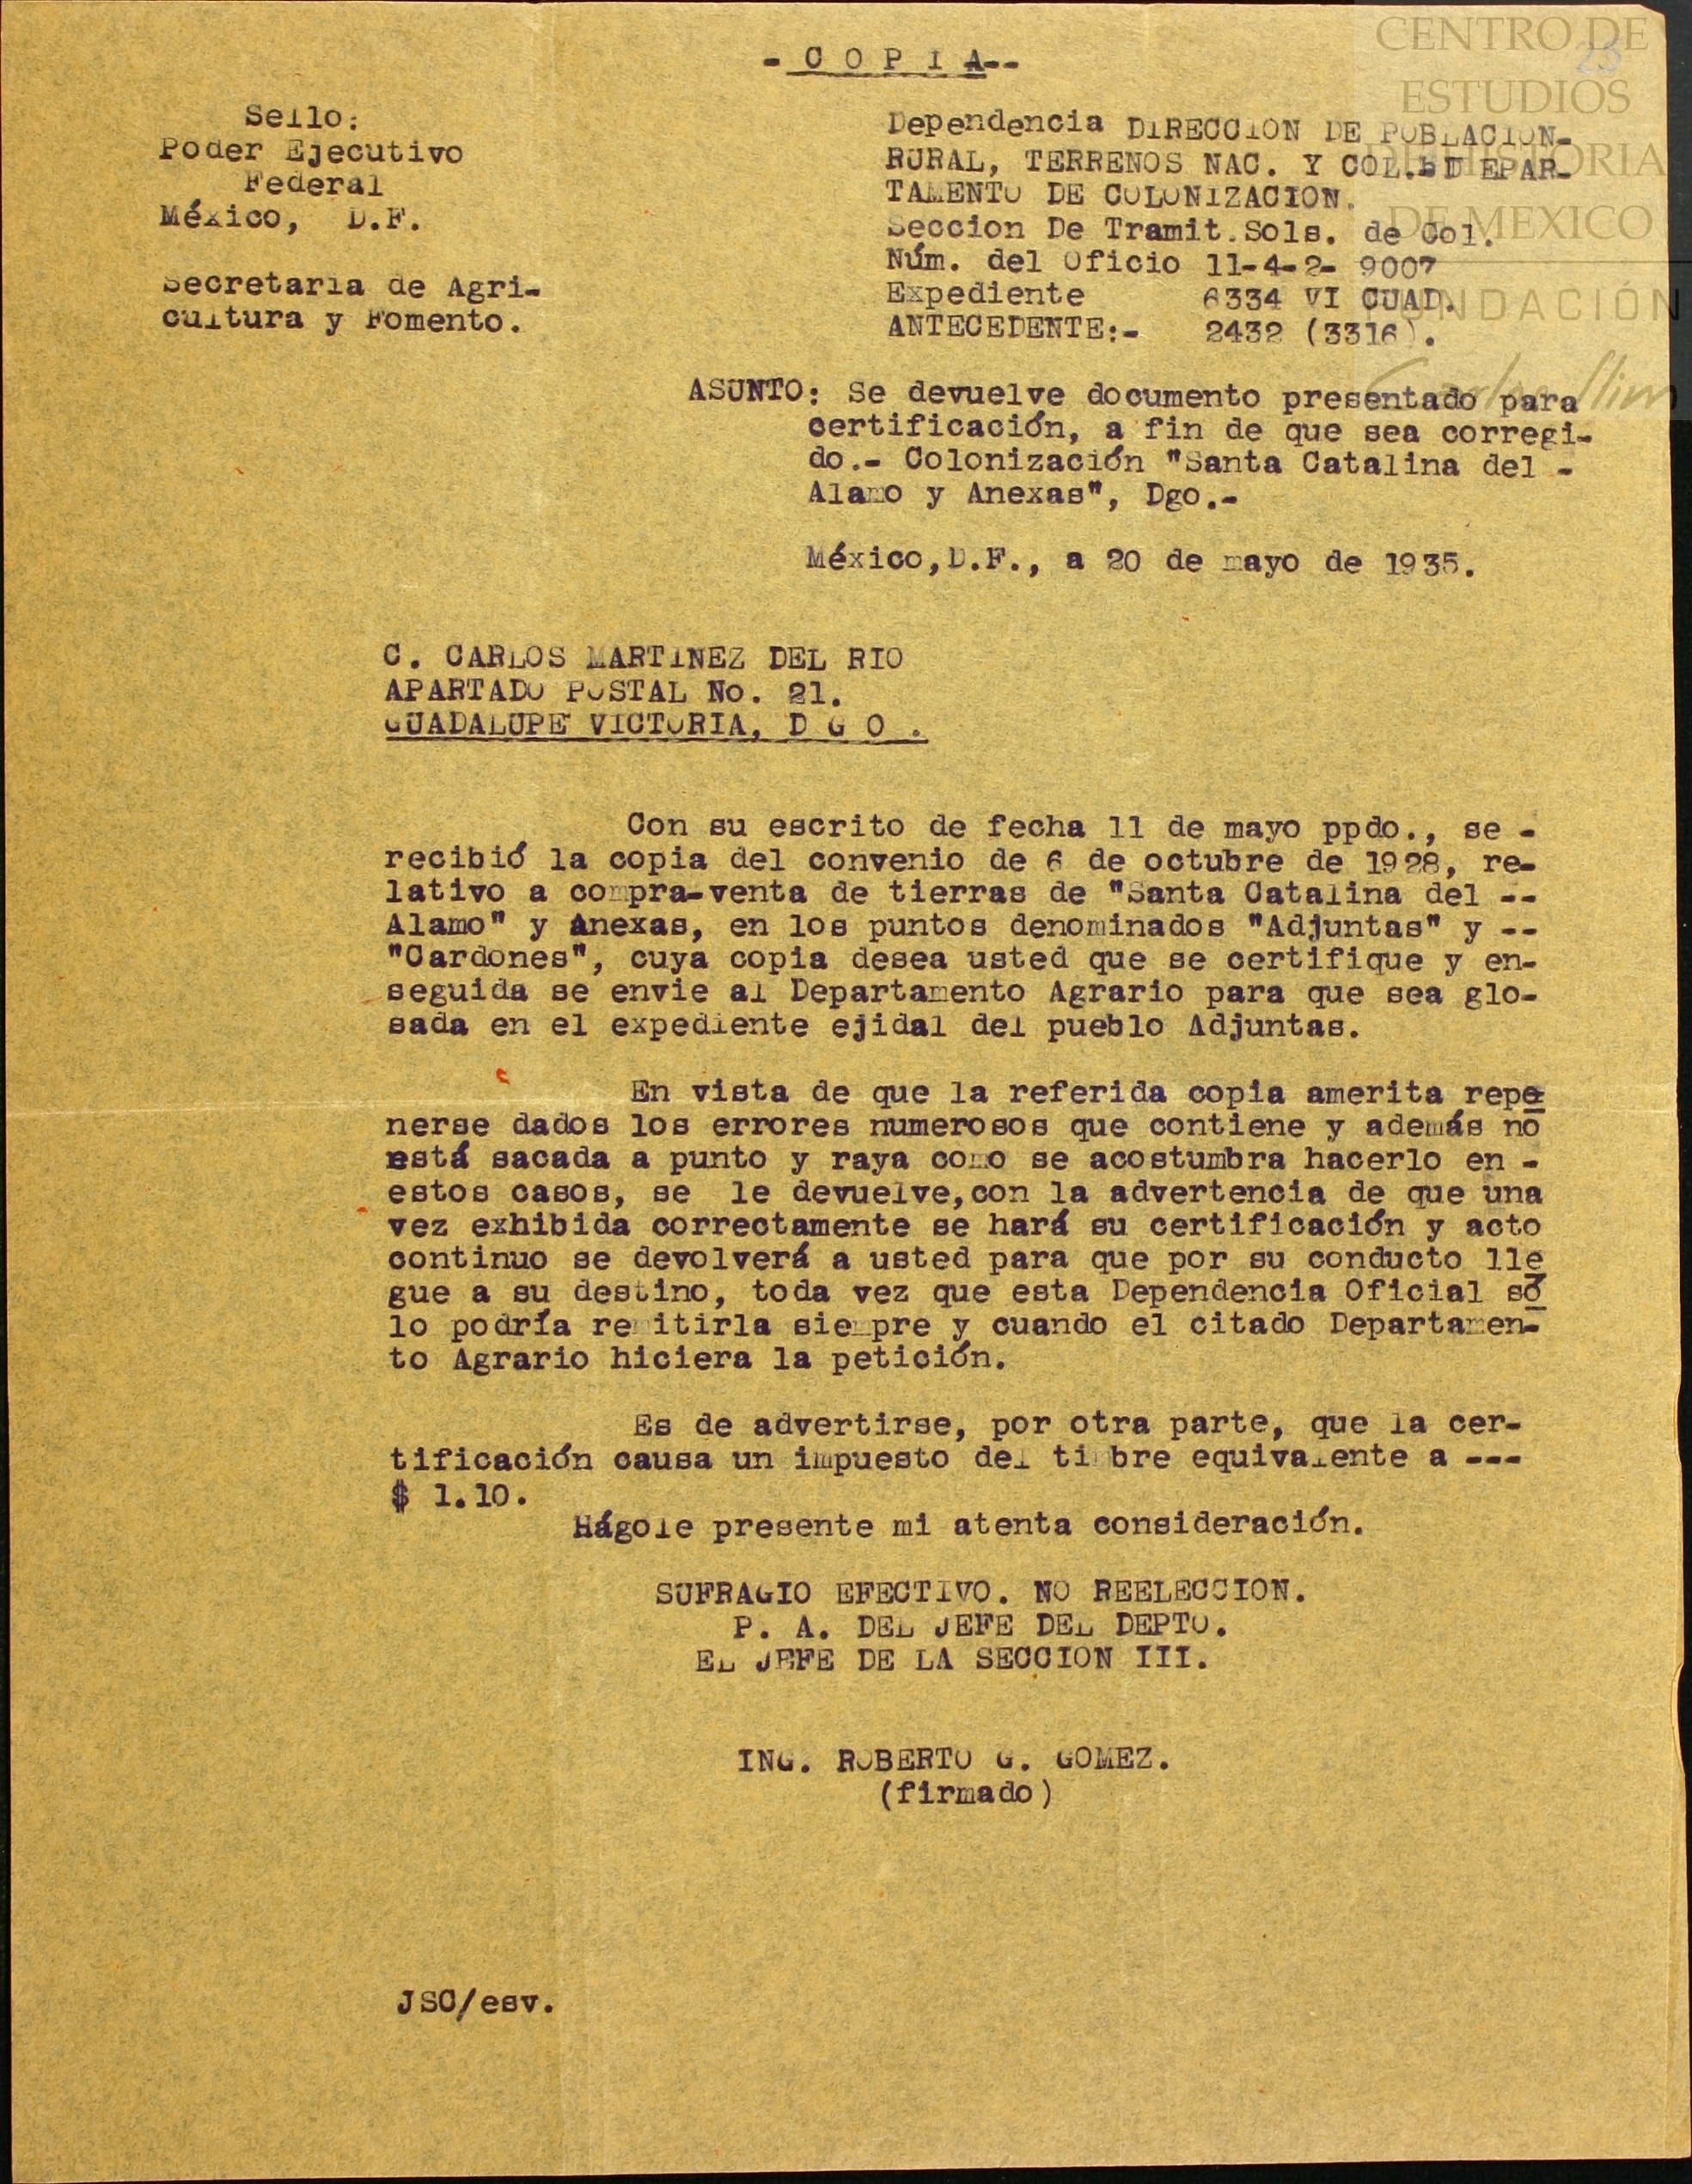 - C O P I A--
Sello:
Poder Ejecutivo
Federal
México, D.F.
Secretaria de Agri-
cultura y Fomento.
Dependencia DIRECCION DE POBLACION-
RURAL, TERRENOS NAC. Y COL.- DEPAR-
TAMENTO DE COLONIZACION.
Seccion De Tramit.Sols. de Col.
Núm. del Oficio 11-4-2- 9007
Expediente 6334 VI CUAD.
ANTECEDENTE:- 2432 (3316).
ASUNTO: Se devuelve documento presentado para
certificación, a fin de que sea corregi-
do.- Colonización "Santa Catalina del -
Alamo y Anexas", Dgo.-
México,D.F., a 20 de mayo de 1935.
C. CARLOS MARTINEZ DEL RIO
APARTADO POSTAL No. 21.
GUADALUPE VICTORIA, D G O .
Con su escrito de fecha 11 de mayo ppdo., se -
recibió la copia del convenio de 6 de octubre de 1928, re-
lativo a compra-venta de tierras de "Santa Catalina del --
Alamo" y Anexas, en los puntos denominados "Adjuntas" y --
"Cardones", cuya copia desea usted que se certifique y en-
seguida se envie al Departamento Agrario para que sea glo-
sada en el expediente ejidal del pueblo Adjuntas.
En vista de que la referida copia amerita repe
nerse dados los errores numerosos que contiene y además no
está sacada a punto y raya como se acostumbra hacerlo en -
estos casos, se le devuelve,con la advertencia de que una
vez exhibida correctamente se hará su certificación y acto
continuo se devolverá a usted para que por su conducto lle
gue a su destino, toda vez que esta Dependencia Oficial só
lo podría remitirla siempre y cuando el citado Departamen-
to Agrario hiciera la petición.
Es de advertirse, por otra parte, que la cer-
tificación causa un impuesto del timbre equivalente a ---
$ 1.10.
Hágole presente mi atenta consideración.
SUFRAGIO EFECTIVO. NO REELECCION.
P. A. DEL JEFE DEL DEPTO.
EL JEFE DE LA SECCION III.
ING. ROBERTO G. GOMEZ.
(firmado)
JSC/esv.
CENTRO DE
ESTUDIOS
DE HISTORIA
DE MEXICO
FUNDACIÓN
Carlos Slim
23